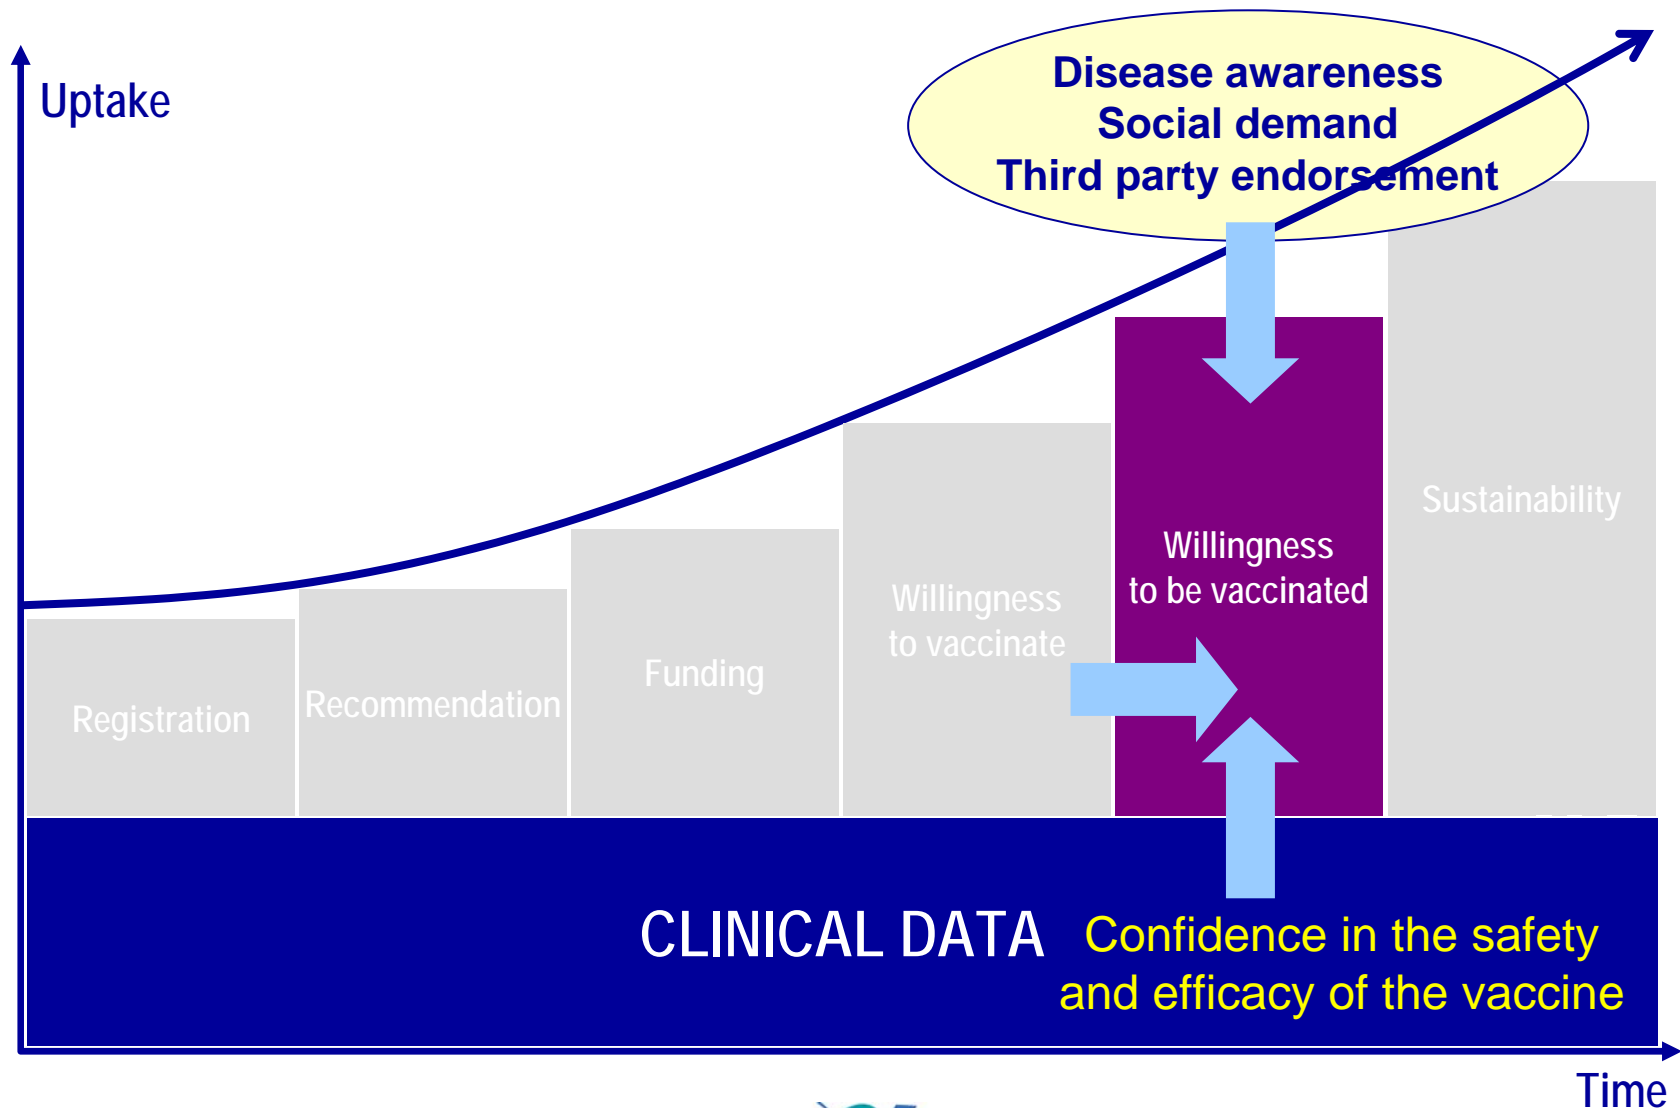 Uptake
Disease awareness
Social demand
Third party endorsement
Registration
Recommendation
Funding
Willingness
to vaccinate
Willingness
to be vaccinated
Sustainability
CLINICAL DATA
Confidence in the safety
and efficacy of the vaccine
Time